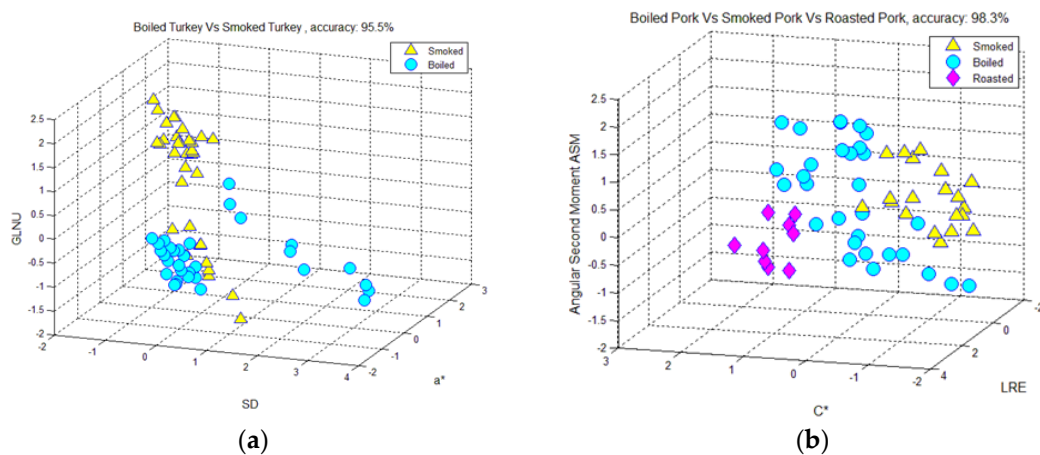 Boiled Turkey Vs Smoked Turkey , accuracy: 95.5%
Smoked
Boiled
2.5
2
1.5
1
0.5
0
-0.5
-1
-1.5
-2
GLNU
-2
-1
0
1
2
3
4
SD
-2
-1
0
1
2
3
a*
(a)
Boiled Pork Vs Smoked Pork Vs Roasted Pork, accuracy: 98.3%
Smoked
Boiled
Roasted
2.5
2
1.5
1
0.5
0
-0.5
-1
-1.5
-2
Angular Second Moment ASM
3
2
1
0
-1
-2
C*
4
2
0
LRE
(b)